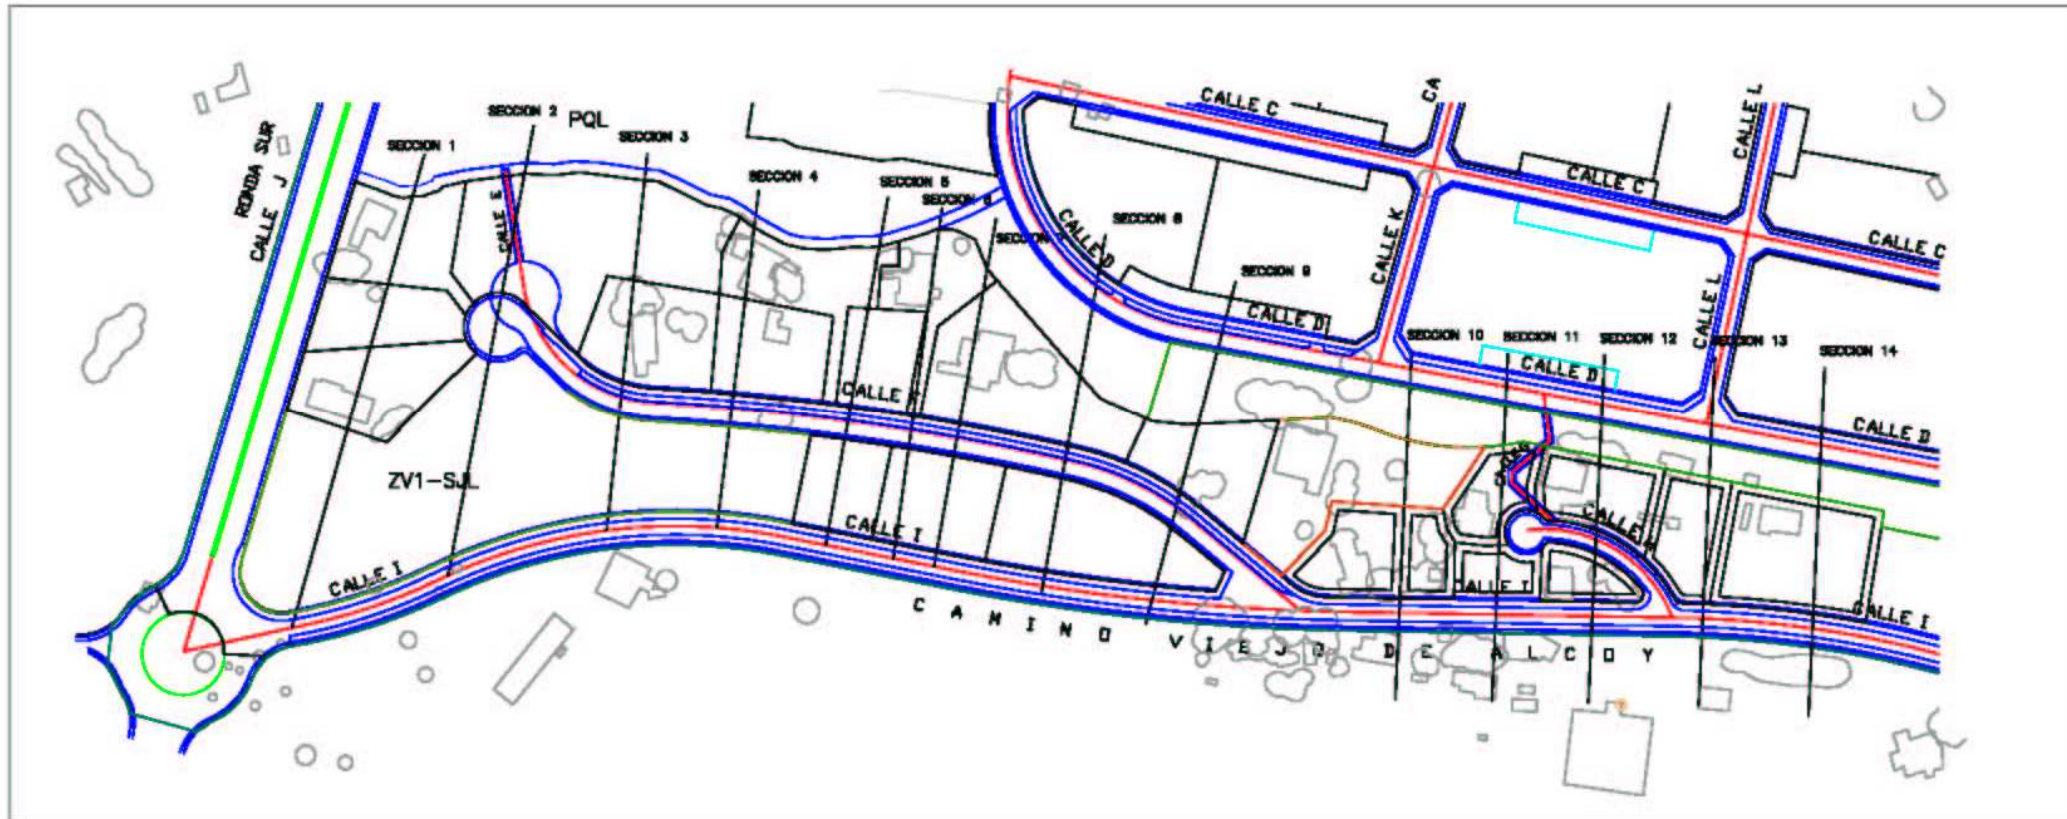 CALLE C
CA
CALLE L
SECCION 2
PQL
SECCION 1
SECCION 3
RONDA SUR
CALLE J
SECCION 4
SECCION 5
SECCION 6
CALLE C
CALLE E
CALLE D
SECCION 8
CALLE K
CALLE C
SECCION 9
CALLE L
CALLE D
SECCION 10
SECCION 11
SECCION 12
SECCION 13
SECCION 14
CALLE D
CALLE
CALLE D
ZV1-SJL
CALLE I
CALLE
CALLE I
CALLE I
CALLE I
CAMINO VIEJO DE ALCOY